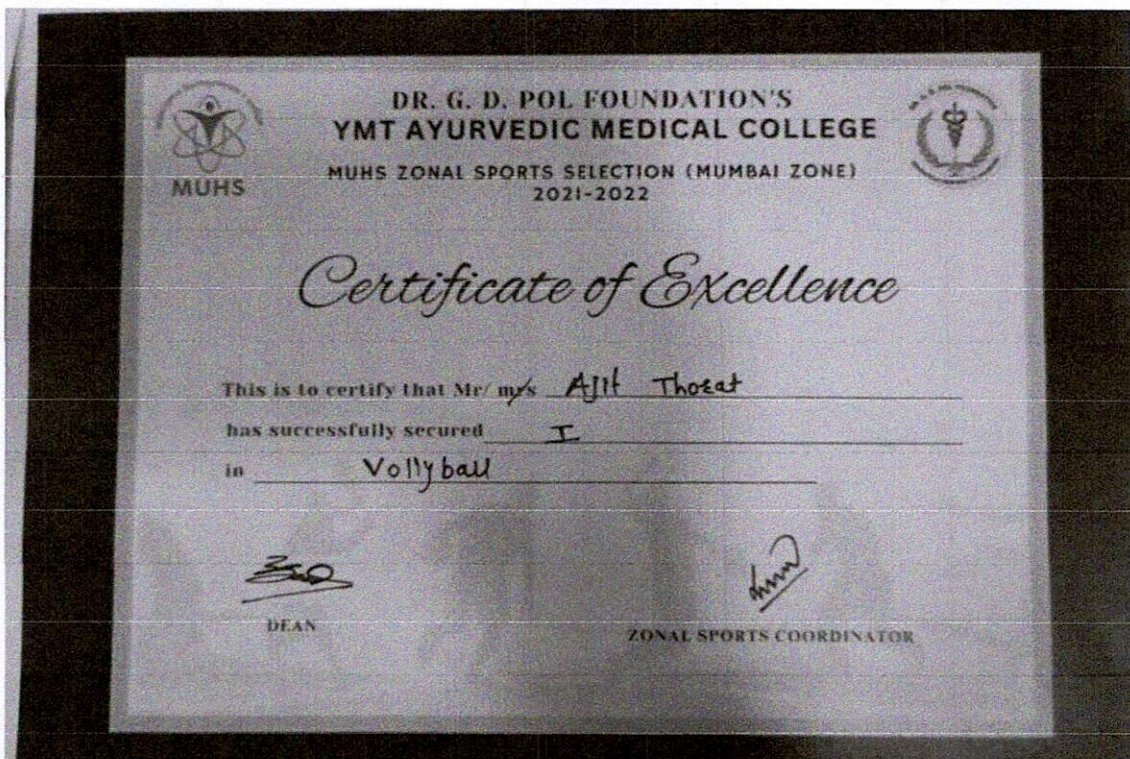 DR. G. D. POL FOUNDATION'S
YMT AYURVEDIC MEDICAL COLLEGE
MUHS ZONAL SPORTS SELECTION (MUMBAI ZONE)
2021-2022
MUHS
Certificate of Excellence
This is to certify that Mr/ m/s Ajit Thorat
has successfully secured I
in Vollyball
DEAN
ZONAL SPORTS COORDINATOR